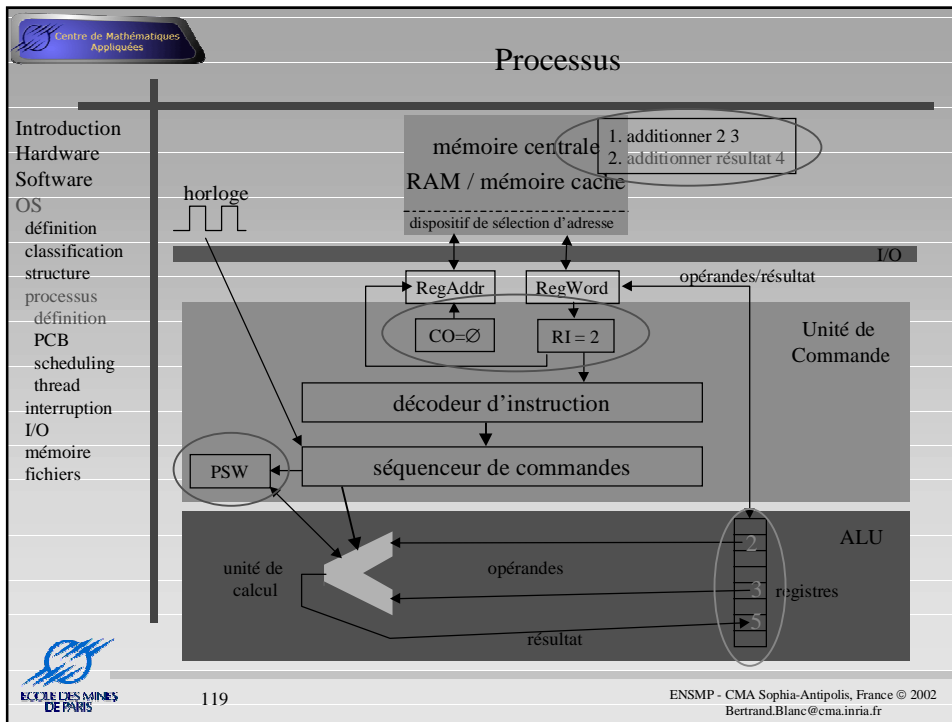 Centre de Mathématiques
Appliquées
Processus
Introduction
Hardware
Software
OS
définition
classification
structure
processus
définition
PCB
scheduling
thread
interruption
I/O
mémoire
fichiers
horloge
mémoire centrale
RAM / mémoire cache
dispositif de sélection d’adresse
1. additionner 2 3
2. additionner résultat 4
I/O
RegAddr
RegWord
opérandes/résultat
CO=∅
RI = 2
Unité de
Commande
décodeur d’instruction
séquenceur de commandes
PSW
ALU
unité de
calcul
opérandes
2
3
5
registres
résultat
ECOLE DES MINES
DE PARIS
119
ENSMP - CMA Sophia-Antipolis, France © 2002
Bertrand.Blanc@cma.inria.fr